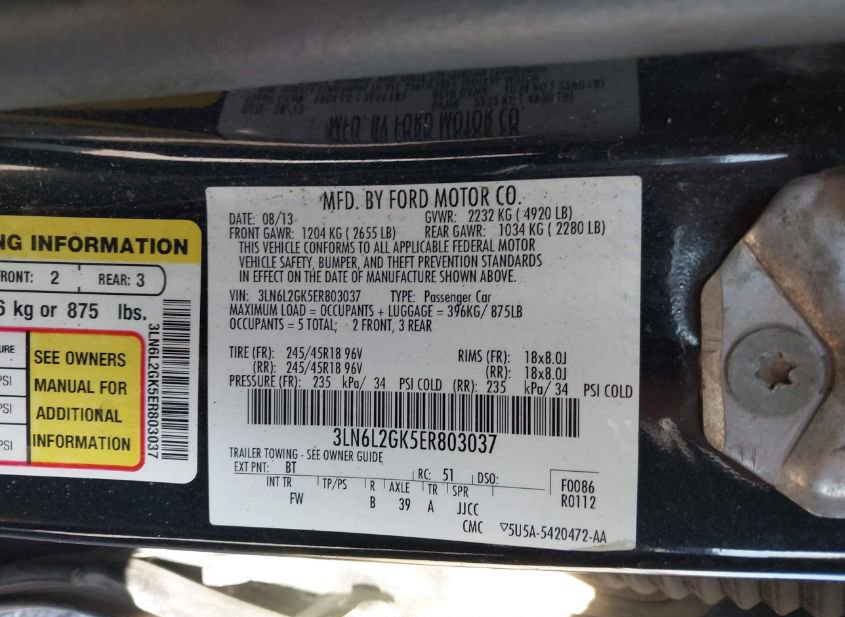 MFD. BY FORD MOTOR CO.
DATE: 08/13 GVWR: 2232 KG ( 4920 LB)
FRONT GAWR: 1204 KG ( 2655 LB) REAR GAWR: 1034 KG ( 2280 LB)
THIS VEHICLE CONFORMS TO ALL APPLICABLE FEDERAL MOTOR
VEHICLE SAFETY, BUMPER, AND THEFT PREVENTION STANDARDS
IN EFFECT ON THE DATE OF MANUFACTURE SHOWN ABOVE.
VIN: 3LN6L2GK5ER803037 TYPE: Passenger Car
MAXIMUM LOAD = OCCUPANTS + LUGGAGE = 396KG/ 875LB
OCCUPANTS = 5 TOTAL; 2 FRONT, 3 REAR
TIRE (FR): 245/45R18 96V RIMS (FR): 18x8.0J
(RR): 245/45R18 96V (RR): 18x8.0J
PRESSURE (FR): 235 kPa/ 34 PSI COLD (RR): 235 kPa/ 34 PSI COLD
3LN6L2GK5ER803037
TRAILER TOWING - SEE OWNER GUIDE
EXT PNT: BT RC: 51 DSO:
INT TR TP/PS R AXLE TR SPR F0086
FW B 39 A JJCC R0112
CMC ▽5U5A-5420472-AA
NG INFORMATION
FRONT: 2 REAR: 3
6 kg or 875 lbs.
SEE OWNERS
MANUAL FOR
ADDITIONAL
INFORMATION
URE
PSI
PSI
PSI
3LN6L2GK5ER803037